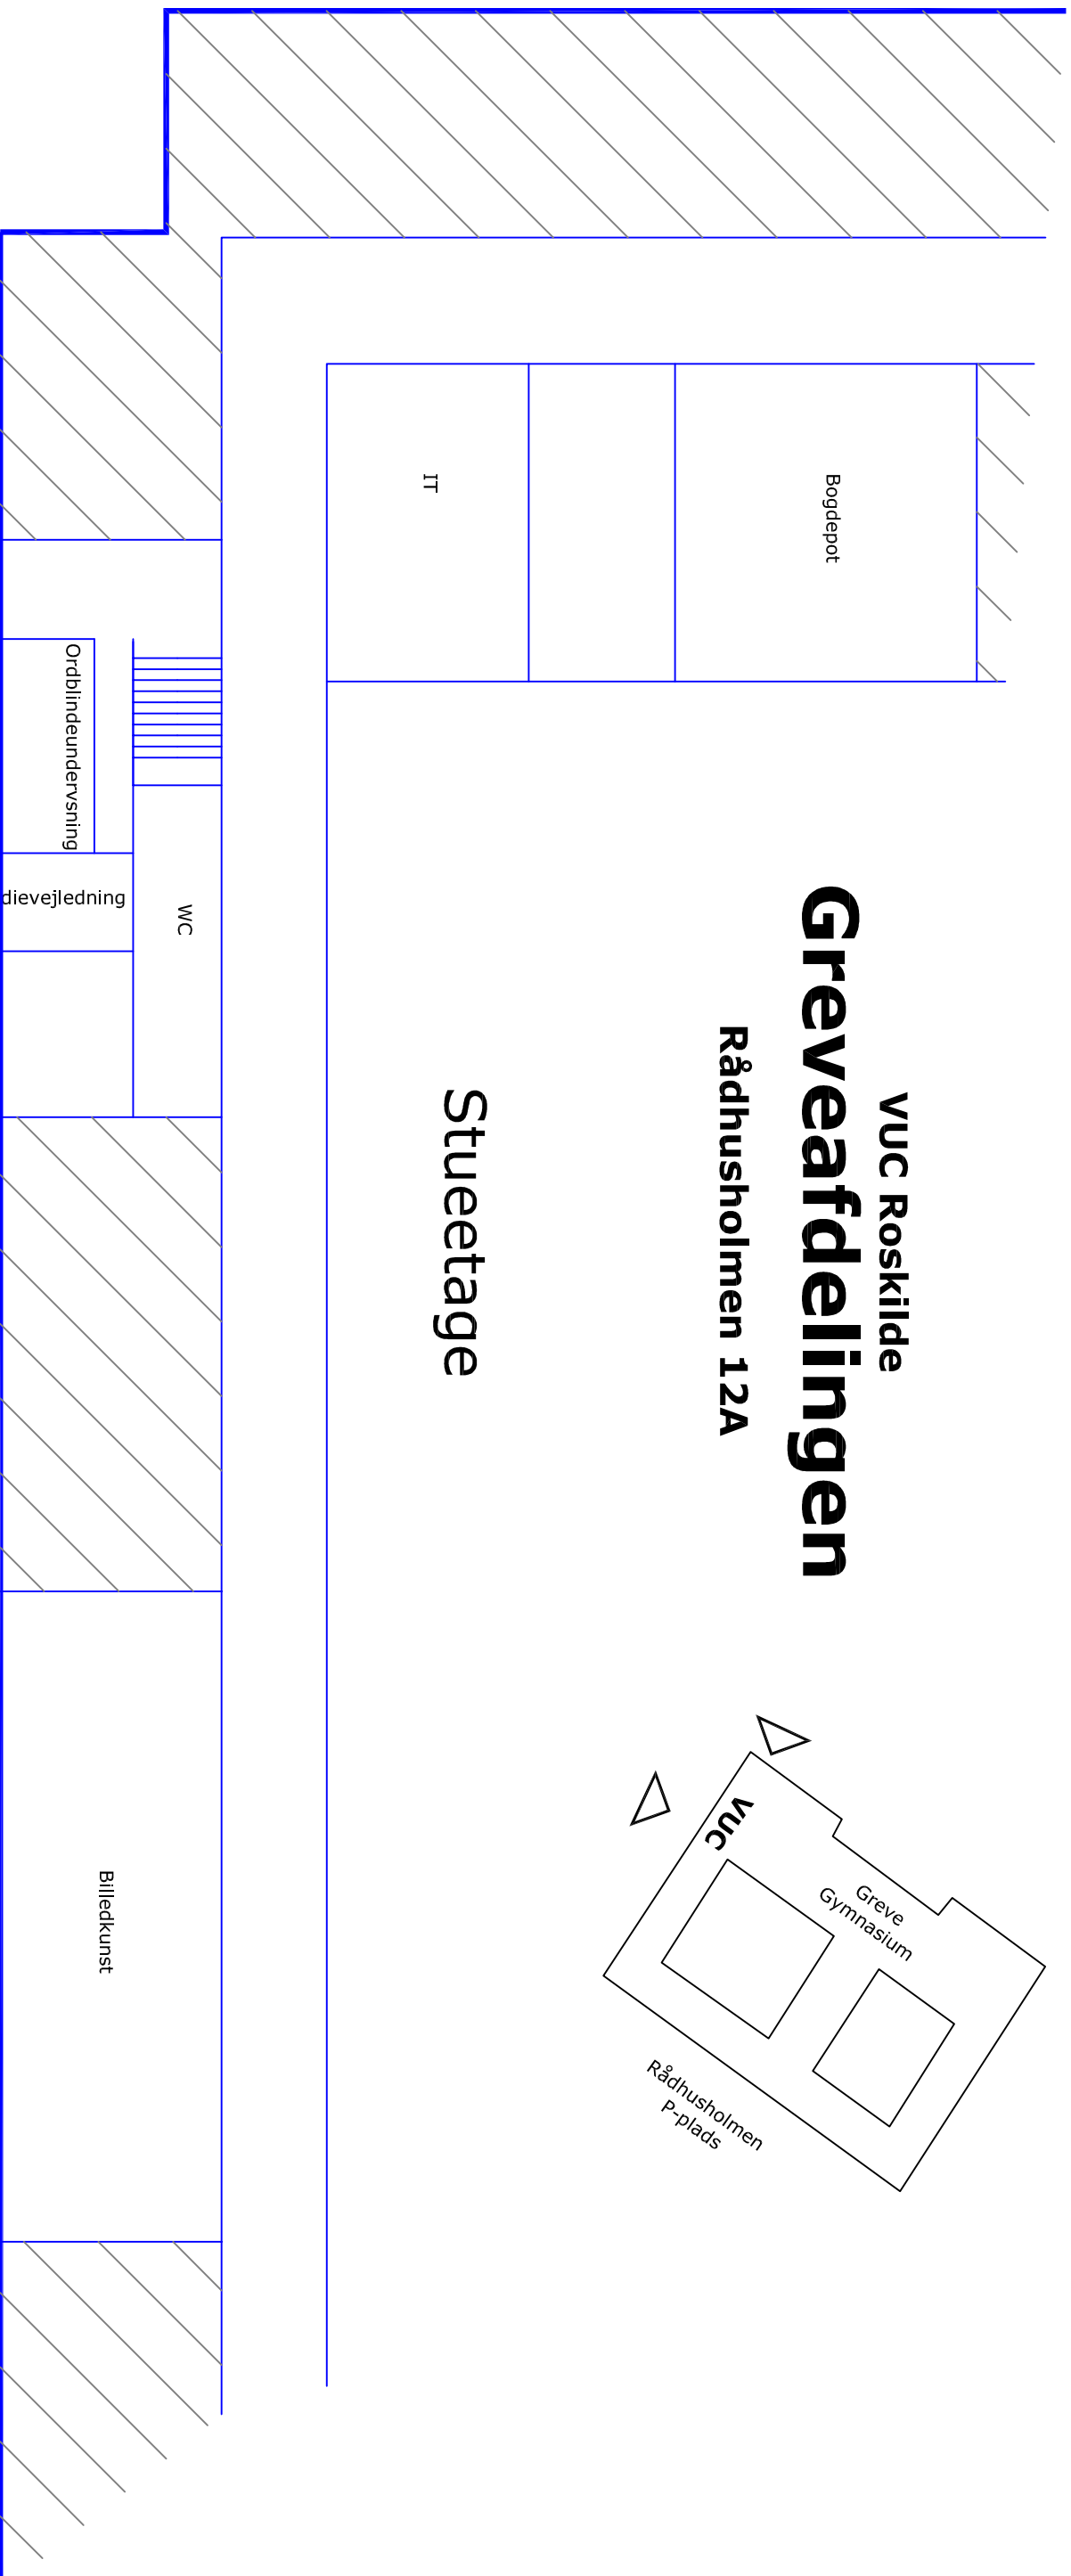 VUC Roskilde
Greveafdelingen
Rådhusholmen 12A
Stueetage
Bogdepot
IT
Ordblindeundervsning
dievejledning
WC
Billedkunst
VUC
Greve
Gymnasium
Rådhusholmen
P-plads